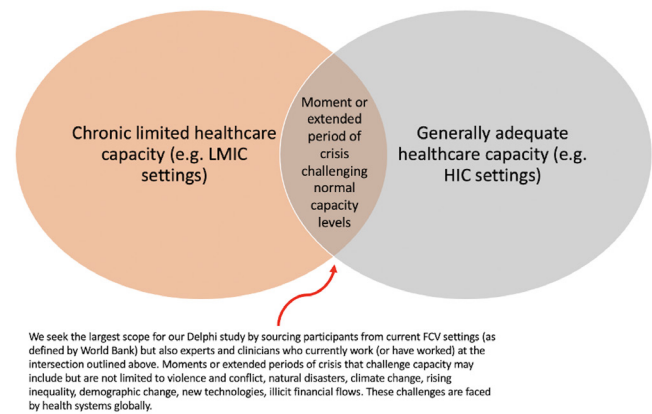 Chronic limited healthcare
capacity (e.g. LMIC
settings)
Moment or
extended
period of
crisis
challenging
normal
capacity
levels
Generally adequate
healthcare capacity (e.g.
HIC settings)
We seek the largest scope for our Delphi study by sourcing participants from current FCV settings (as
defined by World Bank) but also experts and clinicians who currently work (or have worked) at the
intersection outlined above. Moments or extended periods of crisis that challenge capacity may
include but are not limited to violence and conflict, natural disasters, climate change, rising
inequality, demographic change, new technologies, illicit financial flows. These challenges are faced
by health systems globally.